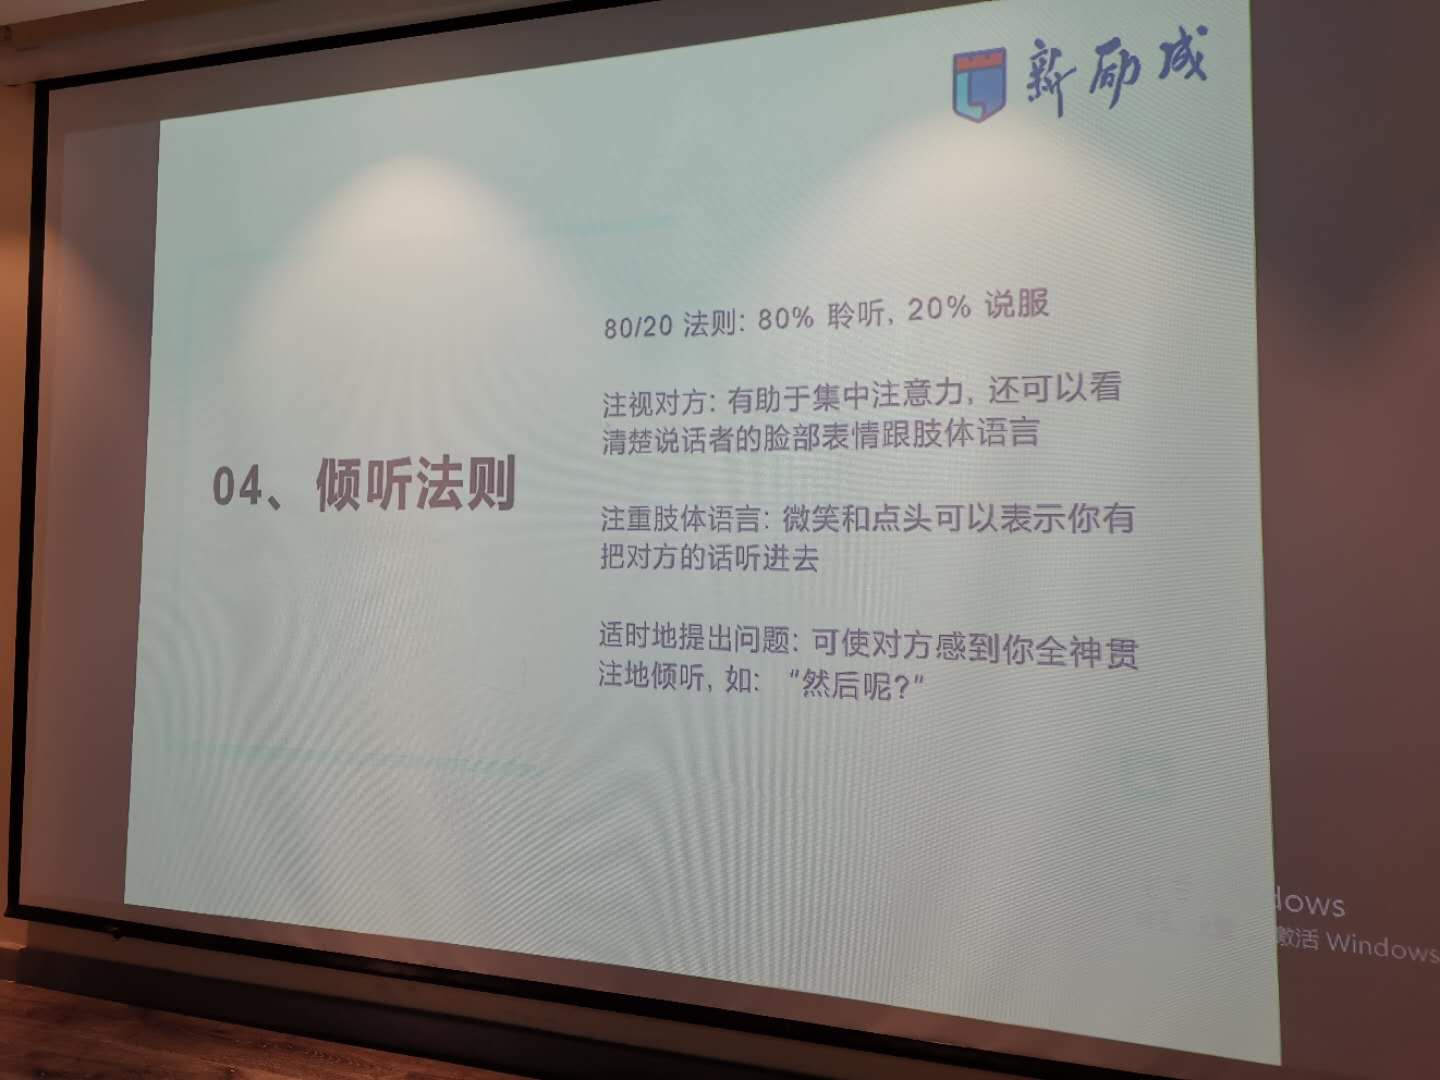 新励成
04、倾听法则
80/20 法则: 80% 聆听, 20% 说服
注视对方: 有助于集中注意力, 还可以看
清楚说话者的脸部表情跟肢体语言
注重肢体语言: 微笑和点头可以表示你有
把对方的话听进去
适时地提出问题: 可使对方感到你全神贯
注地倾听, 如: “然后呢?”
dows
激活 Windows